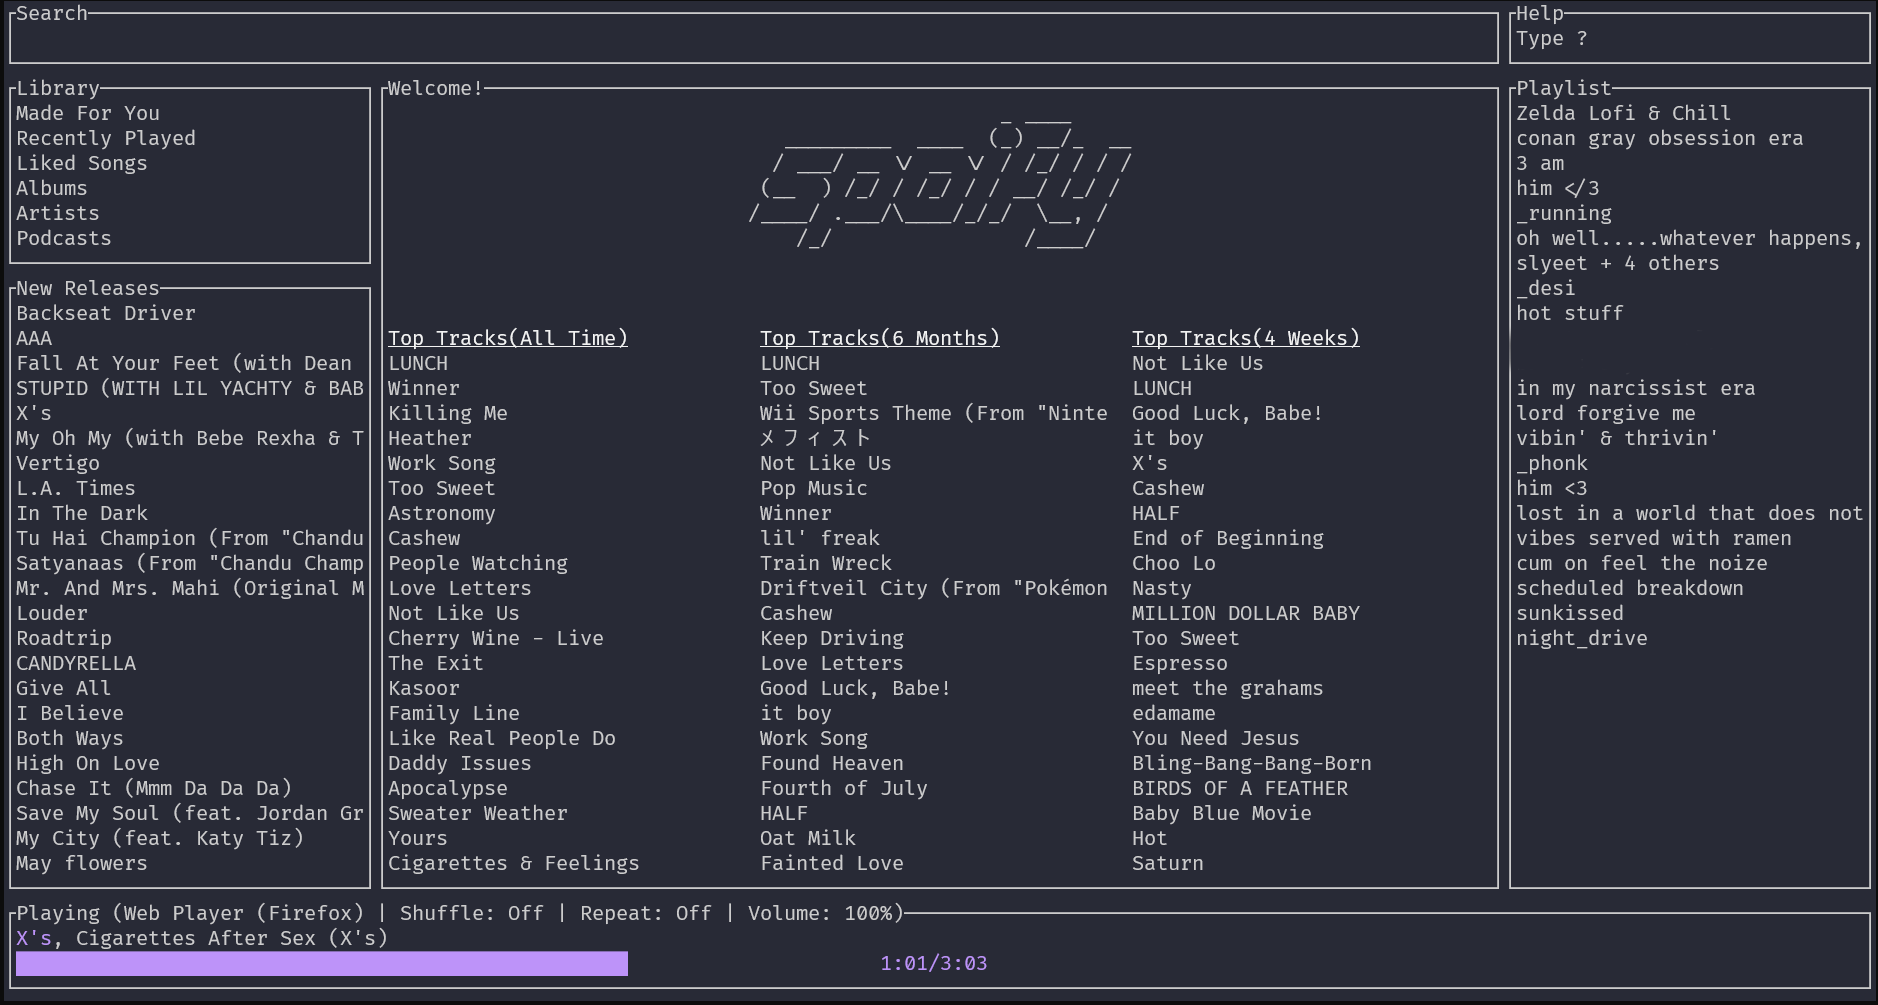 Search
Help
Type ?
Library
Made For You
Recently Played
Liked Songs
Albums
Artists
Podcasts
New Releases
Backseat Driver
AAA
Fall At Your Feet (with Dean
STUPID (WITH LIL YACHTY & BAB
X's
My Oh My (with Bebe Rexha & T
Vertigo
L.A. Times
In The Dark
Tu Hai Champion (From "Chandu
Satyanaas (From "Chandu Champ
Mr. And Mrs. Mahi (Original M
Louder
Roadtrip
CANDYRELLA
Give All
I Believe
Both Ways
High On Love
Chase It (Mmm Da Da Da)
Save My Soul (feat. Jordan Gr
My City (feat. Katy Tiz)
May flowers
Welcome!
spoify
Top Tracks(All Time)
LUNCH
Winner
Killing Me
Heather
Work Song
Too Sweet
Astronomy
Cashew
People Watching
Love Letters
Not Like Us
Cherry Wine - Live
The Exit
Kasoor
Family Line
Like Real People Do
Daddy Issues
Apocalypse
Sweater Weather
Yours
Cigarettes & Feelings
Top Tracks(6 Months)
LUNCH
Too Sweet
Wii Sports Theme (From "Ninte
メフィスト
Not Like Us
Pop Music
Winner
lil' freak
Train Wreck
Driftveil City (From "Pokémon
Cashew
Keep Driving
Love Letters
Good Luck, Babe!
it boy
Work Song
Found Heaven
Fourth of July
HALF
Oat Milk
Fainted Love
Top Tracks(4 Weeks)
Not Like Us
LUNCH
Good Luck, Babe!
it boy
X's
Cashew
HALF
End of Beginning
Choo Lo
Nasty
MILLION DOLLAR BABY
Too Sweet
Espresso
meet the grahams
edamame
You Need Jesus
Bling-Bang-Bang-Born
BIRDS OF A FEATHER
Baby Blue Movie
Hot
Saturn
Playlist
Zelda Lofi & Chill
conan gray obsession era
3 am
him </3
_running
oh well.....whatever happens,
slyeet + 4 others
_desi
hot stuff
in my narcissist era
lord forgive me
vibin' & thrivin'
_phonk
him <3
lost in a world that does not
vibes served with ramen
cum on feel the noize
scheduled breakdown
sunkissed
night_drive
Playing (Web Player (Firefox) | Shuffle: Off | Repeat: Off | Volume: 100%)
X's, Cigarettes After Sex (X's)
1:01/3:03